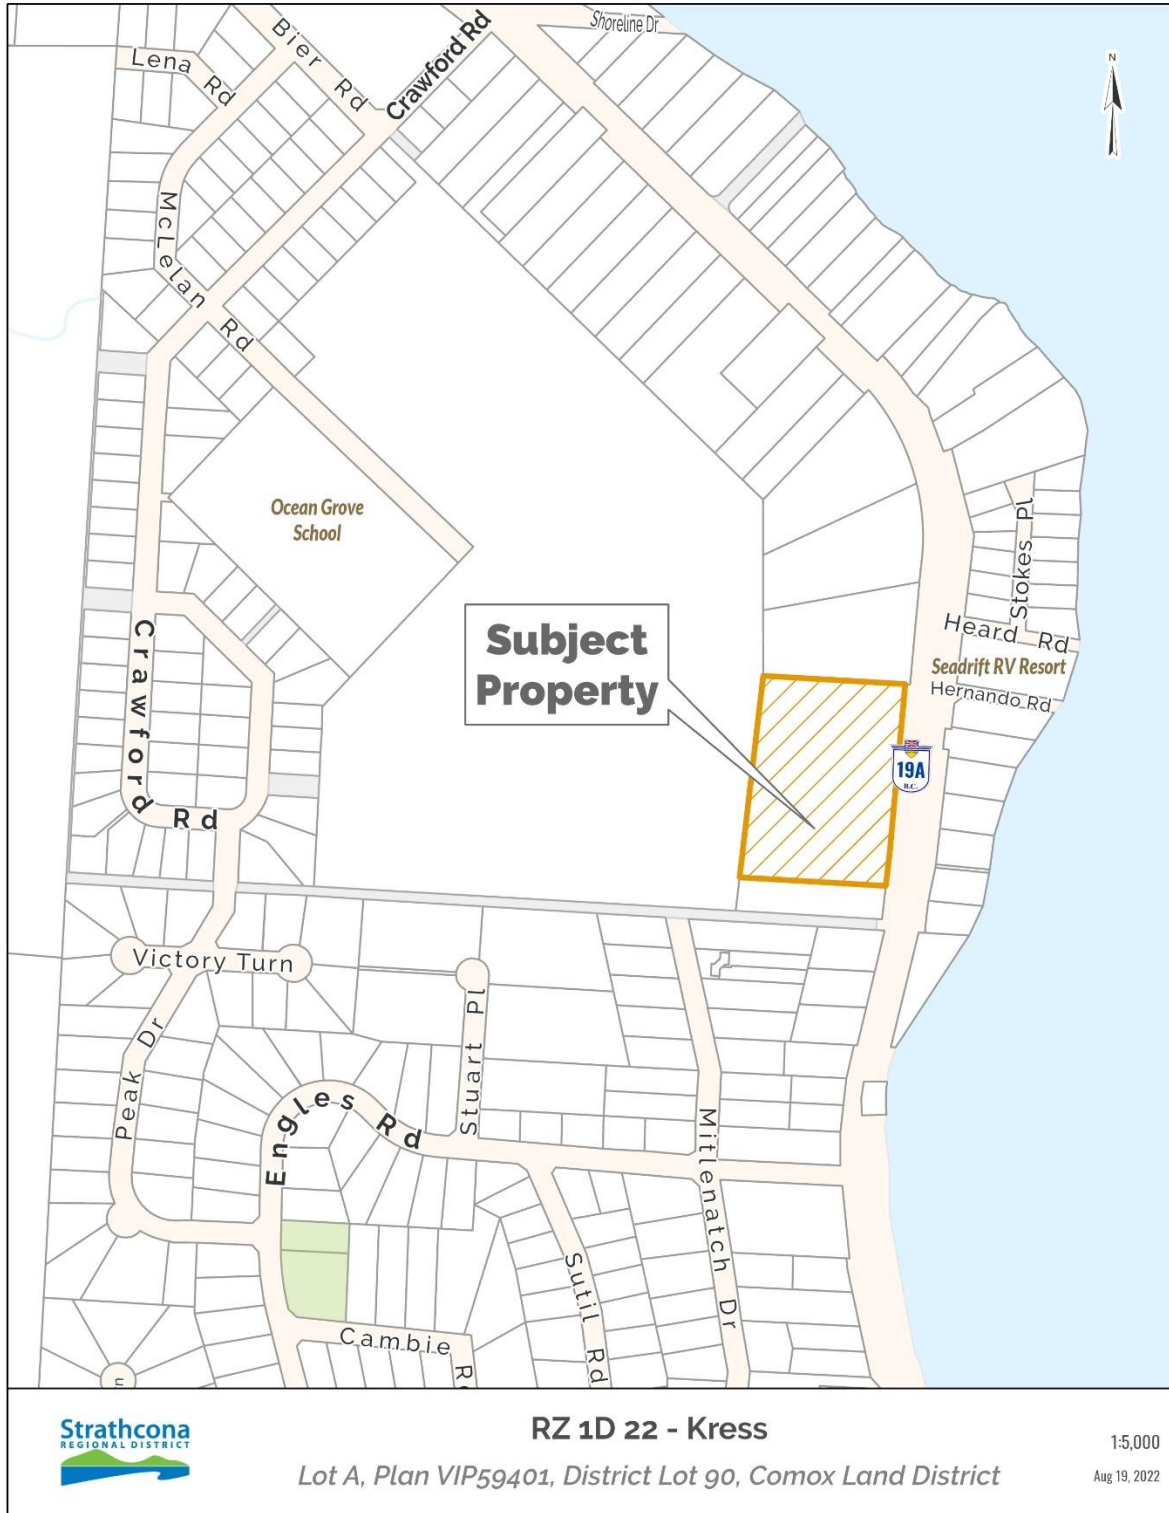 Shoreline Dr
Bier Rd
Crawford Rd
Lena Rd
N
McLelan Rd
Ocean Grove
School
Stokes Pl
Subject
Property
Heard Rd
Seadrift RV Resort
Hernando Rd
Crawford Rd
19A
B.C.
Victory Turn
Stuart Pl
Peak Dr
Engles Rd
Mitlenatch Dr
Sutil Rd
Cambie Rd
n
Strathcona
REGIONAL DISTRICT
RZ 1D 22 - Kress
Lot A, Plan VIP59401, District Lot 90, Comox Land District
1:5,000
Aug 19, 2022